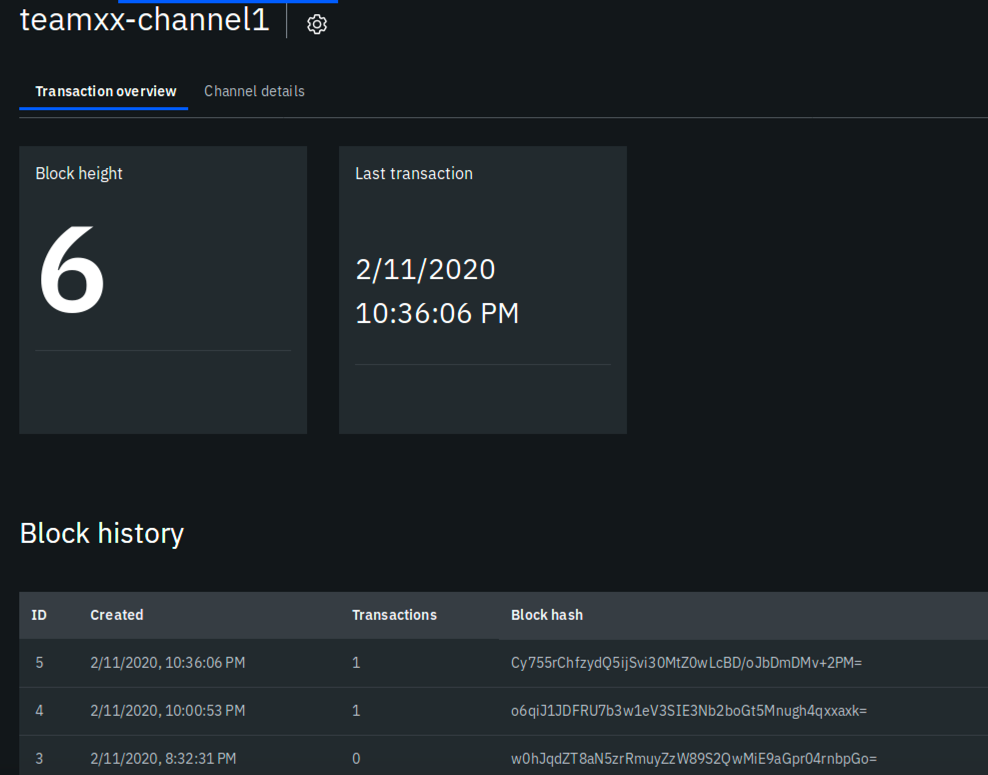 teamxx-channel1
Transaction overview Channel details
Block height
6
Last transaction
2/11/2020
10:36:06 PM
Block history
ID Created Transactions Block hash
5 2/11/2020, 10:36:06 PM 1 Cy755rChfzydQ5ijSvi30MtZ0wLcBD/oJbDmDMv+2PM=
4 2/11/2020, 10:00:53 PM 1 o6qiJ1JDFRU7b3w1eV3SIE3Nb2boGt5Mnugh4qxxaxk=
3 2/11/2020, 8:32:31 PM 0 w0hJqdZT8aN5zrRmuyZzW89S2QwMiE9aGpr04rnbpGo=